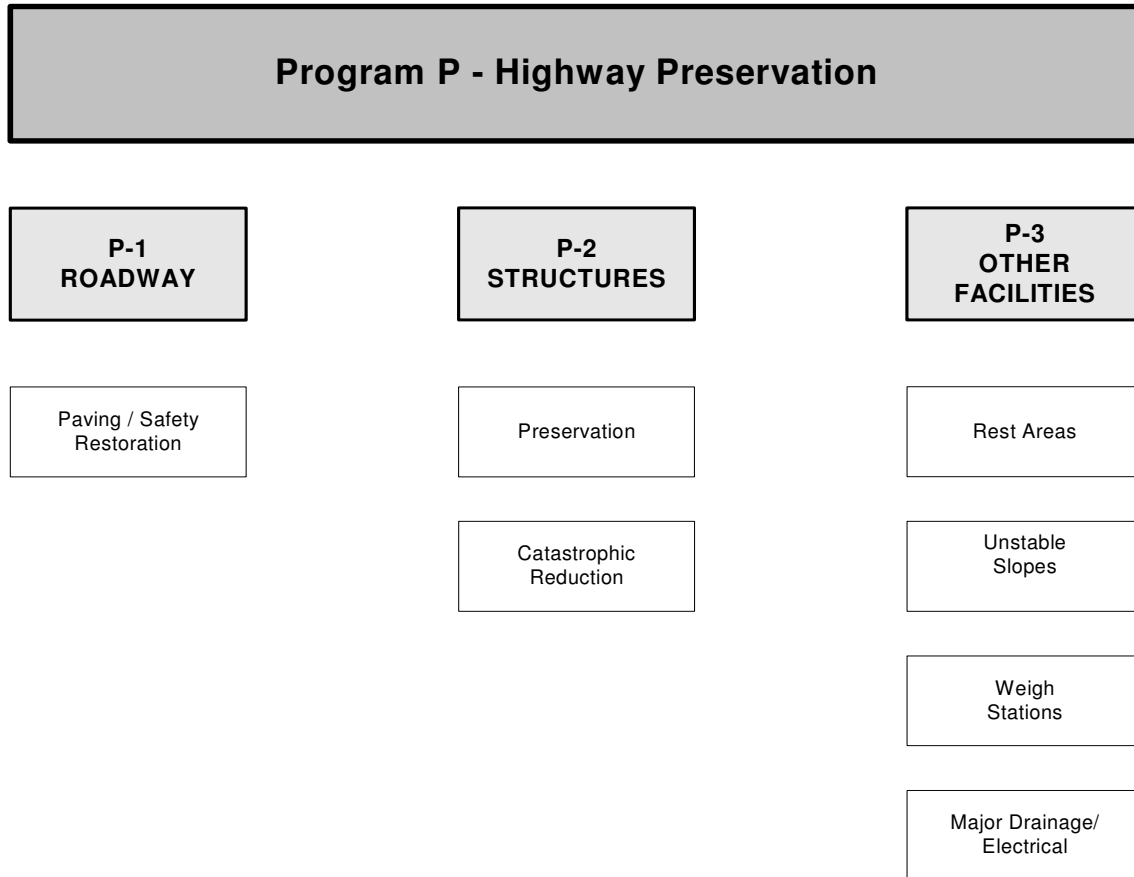 Program P - Highway Preservation
P-1
ROADWAY
P-2
STRUCTURES
P-3
OTHER
FACILITIES
Paving / Safety
Restoration
Preservation
Rest Areas
Catastrophic
Reduction
Unstable
Slopes
Weigh
Stations
Major Drainage/
Electrical